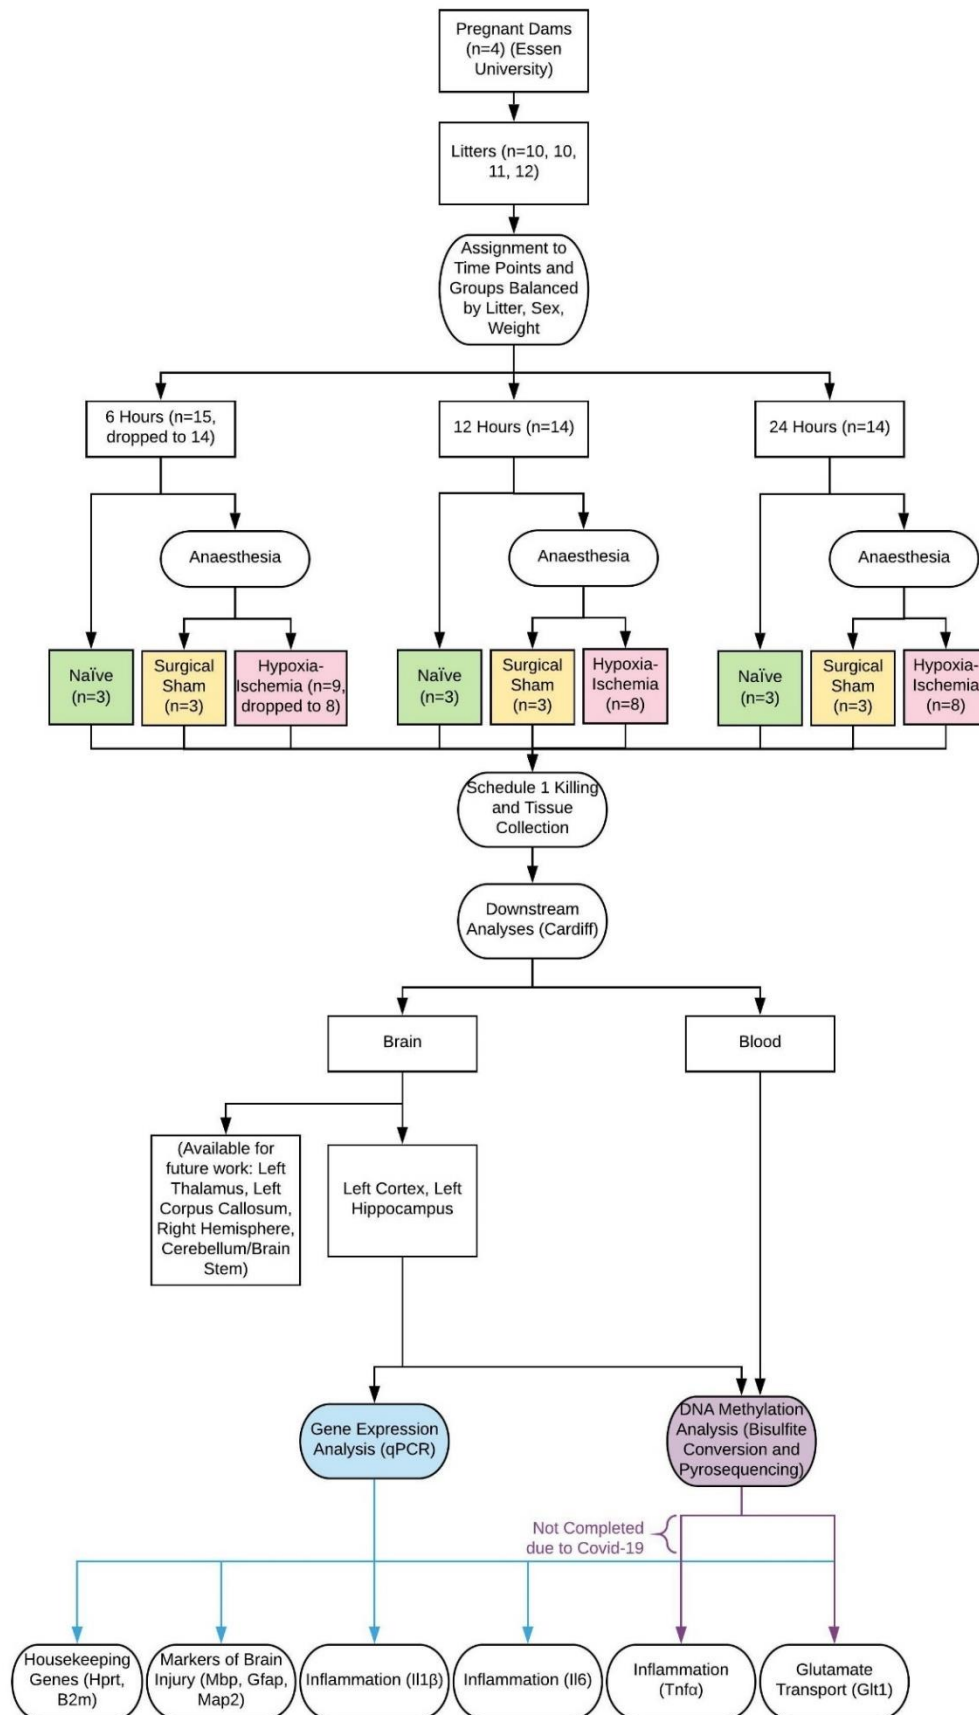 Pregnant Dams
(n=4) (Essen
University)
Litters (n=10, 10,
11, 12)
Assignment to
Time Points and
Groups Balanced
by Litter, Sex,
Weight
6 Hours (n=15,
dropped to 14)
12 Hours (n=14)
24 Hours (n=14)
Anaesthesia
Anaesthesia
Anaesthesia
Naïve
(n=3)
Surgical
Sham
(n=3)
Hypoxia-
Ischemia (n=9,
dropped to 8)
Naïve
(n=3)
Surgical
Sham
(n=3)
Hypoxia-
Ischemia
(n=8)
Naïve
(n=3)
Surgical
Sham
(n=3)
Hypoxia-
Ischemia
(n=8)
Schedule 1 Killing
and Tissue
Collection
Downstream
Analyses (Cardiff)
Brain
Blood
(Available for
future work: Left
Thalamus, Left
Corpus Callosum,
Right Hemisphere,
Cerebellum/Brain
Stem)
Left Cortex, Left
Hippocampus
Gene Expression
Analysis (qPCR)
DNA Methylation
Analysis (Bisulfite
Conversion and
Pyrosequencing)
Not Completed
due to Covid-19
Housekeeping
Genes (Hprt,
B2m)
Markers of Brain
Injury (Mbp, Gfap,
Map2)
Inflammation (Il1β)
Inflammation (Il6)
Inflammation
(Tnfα)
Glutamate
Transport (Glt1)